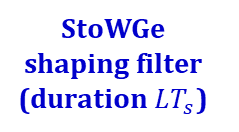 StoWGe
shaping filter
(duration LTₛ)